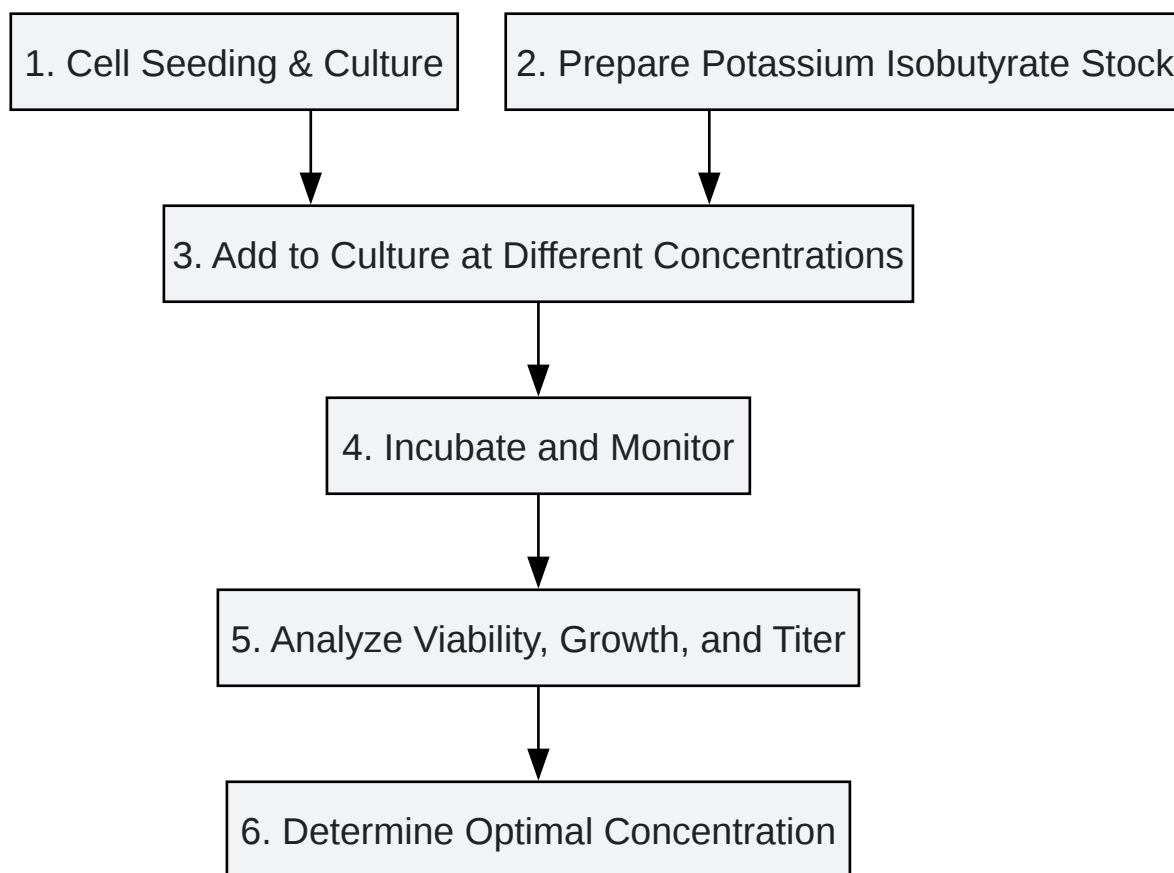 1. Cell Seeding & Culture
2. Prepare Potassium Isobutyrate Stock
3. Add to Culture at Different Concentrations
4. Incubate and Monitor
5. Analyze Viability, Growth, and Titer
6. Determine Optimal Concentration